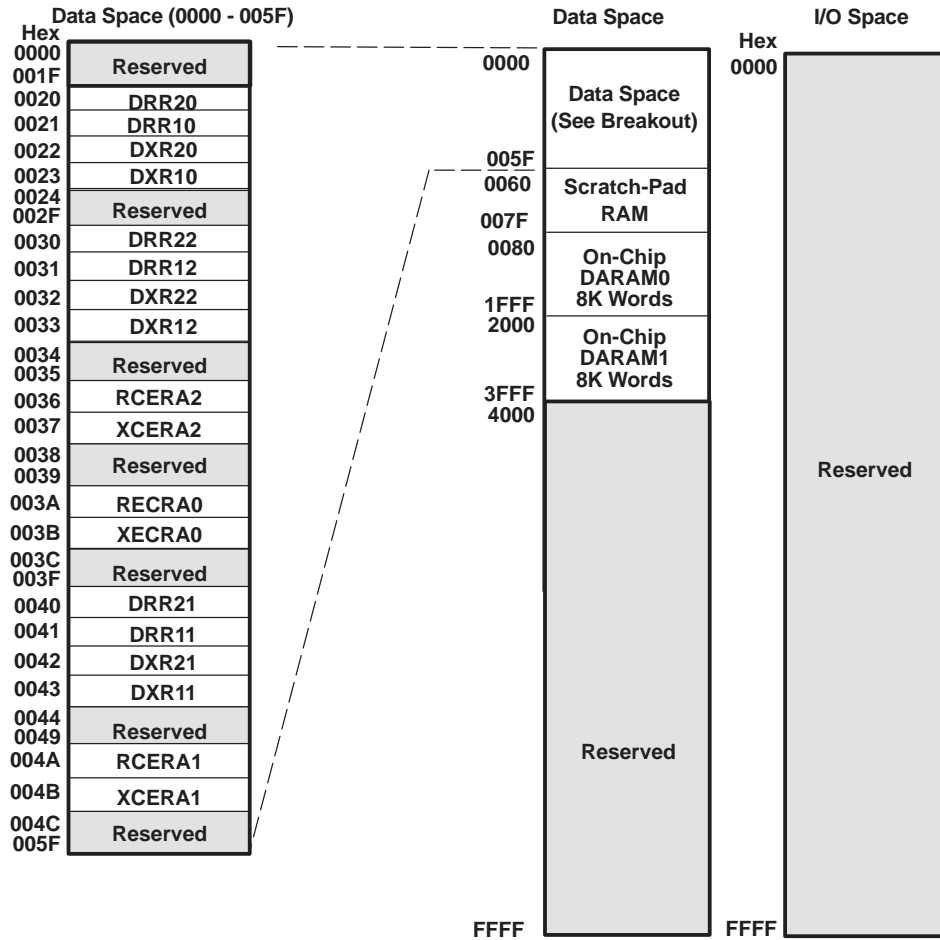 Data Space (0000 - 005F)
Hex
0000
001F
Reserved
0020
DRR20
0021
DRR10
0022
DXR20
0023
DXR10
0024
002F
Reserved
0030
DRR22
0031
DRR12
0032
DXR22
0033
DXR12
0034
0035
Reserved
0036
RCERA2
0037
XCERA2
0038
0039
Reserved
003A
RECRA0
003B
XECRA0
003C
003F
Reserved
0040
DRR21
0041
DRR11
0042
DXR21
0043
DXR11
0044
0049
Reserved
004A
RCERA1
004B
XCERA1
004C
005F
Reserved
Data Space
0000
Data Space
(See Breakout)
005F
0060
Scratch-Pad
RAM
007F
0080
On-Chip
DARAM0
8K Words
1FFF
2000
On-Chip
DARAM1
8K Words
3FFF
4000
Reserved
FFFF
I/O Space
Hex
0000
Reserved
FFFF